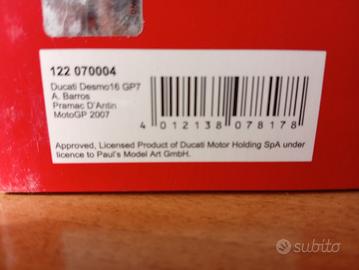 122 070004
Ducati Desmo16 GP7
A. Barros
Pramac D'Antin
MotoGP 2007
4 012138 078178
Approved, Licensed Product of Ducati Motor Holding SpA under
licence to Paul's Model Art GmbH.
subito